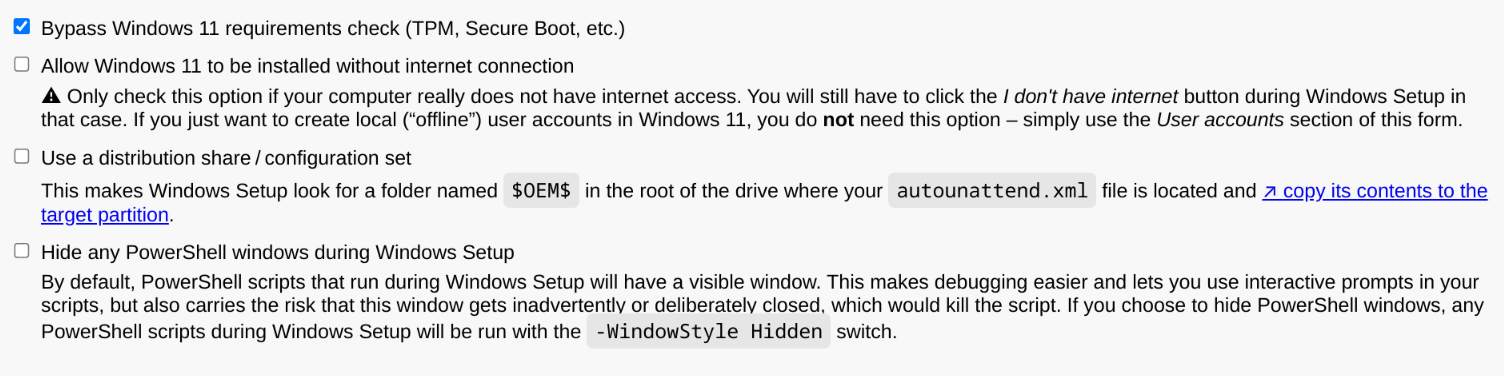 Bypass Windows 11 requirements check (TPM, Secure Boot, etc.)
Allow Windows 11 to be installed without internet connection
⚠ Only check this option if your computer really does not have internet access. You will still have to click the I don't have internet button during Windows Setup in
that case. If you just want to create local (“offline”) user accounts in Windows 11, you do not need this option – simply use the User accounts section of this form.
Use a distribution share / configuration set
This makes Windows Setup look for a folder named $OEM$ in the root of the drive where your autounattend.xml file is located and ↗ copy its contents to the
target partition.
Hide any PowerShell windows during Windows Setup
By default, PowerShell scripts that run during Windows Setup will have a visible window. This makes debugging easier and lets you use interactive prompts in your
scripts, but also carries the risk that this window gets inadvertently or deliberately closed, which would kill the script. If you choose to hide PowerShell windows, any
PowerShell scripts during Windows Setup will be run with the -WindowStyle Hidden switch.